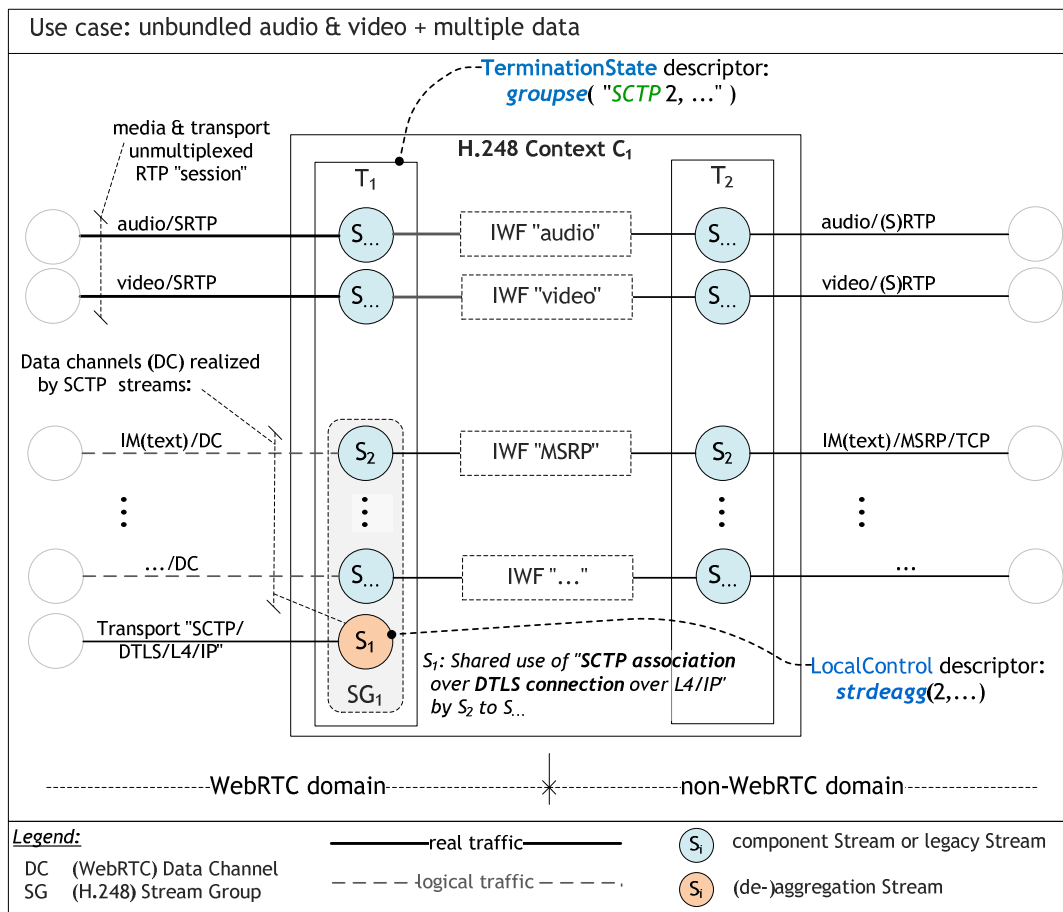 Use case: unbundled audio & video + multiple data
TerminationState descriptor:
groupse( "SCTP 2, ..." )
media & transport
unmultiplexed
RTP "session"
H.248 Context C1
T1
T2
audio/SRTP
S...
IWF "audio"
S...
audio/(S)RTP
video/SRTP
S...
IWF "video"
S...
video/(S)RTP
Data channels (DC) realized
by SCTP streams:
IM(text)/DC
S2
IWF "MSRP"
S2
IM(text)/MSRP/TCP
.../DC
S...
IWF "..."
S...
...
Transport "SCTP/
DTLS/L4/IP"
S1
SG1
S1: Shared use of "SCTP association
over DTLS connection over L4/IP"
by S2 to S...
LocalControl descriptor:
strdeagg(2,...)
WebRTC domain
non-WebRTC domain
Legend:
DC (WebRTC) Data Channel
SG (H.248) Stream Group
real traffic
logical traffic
Si
component Stream or legacy Stream
Si
(de-)aggregation Stream